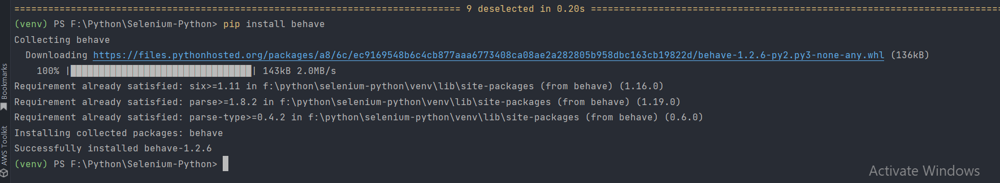 ============================================================================== 9 deselected in 0.20s ==============================================================================
(venv) PS F:\Python\Selenium-Python> pip install behave
Collecting behave
Downloading https://files.pythonhosted.org/packages/a8/6c/ec9169548b6c4cb877aaa6773408ca08ae2a282805b958dbc163cb19822d/behave-1.2.6-py2.py3-none-any.whl (136kB)
100% |████████████████████████████████| 143kB 2.0MB/s
Requirement already satisfied: six>=1.11 in f:\python\selenium-python\venv\lib\site-packages (from behave) (1.16.0)
Requirement already satisfied: parse>=1.8.2 in f:\python\selenium-python\venv\lib\site-packages (from behave) (1.19.0)
Requirement already satisfied: parse-type>=0.4.2 in f:\python\selenium-python\venv\lib\site-packages (from behave) (0.6.0)
Installing collected packages: behave
Successfully installed behave-1.2.6
(venv) PS F:\Python\Selenium-Python>
Bookmarks
AWS Toolkit
Activate Windows